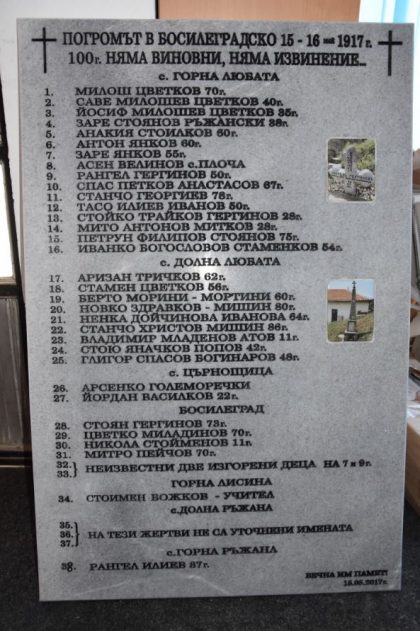 ПОГРОМЪТ В БОСИЛЕГРАДСКО 15 - 16 май 1917 г.
100г. НЯМА ВИНОВНИ, НЯМА ИЗВИНЕНИЕ...
с. ГОРНА ЛЮБАТА
1. МИЛОШ ЦВЕТКОВ 70г.
2. САВЕ МИЛОШЕВ ЦВЕТКОВ 40г.
3. ЙОСИФ МИЛОШЕВ ЦВЕТКОВ 35г.
4. ЗАРЕ СТОЯНОВ РЪЖАНСКИ 38г.
5. АНАКИЯ СТОИЛКОВ 60г.
6. АНТОН ЯНКОВ 60г.
7. ЗАРЕ ЯНКОВ 55г.
8. АСЕН ВЕЛИНОВ с.ПЛОЧА
9. РАНГЕЛ ГЕРГИНОВ 50г.
10. СПАС ПЕТКОВ АНАСТАСОВ 67г.
11. СТАНЧО ГЕОРГИЕВ 76г.
12. ТАСО ИЛИЕВ ИВАНОВ 50г.
13. СТОЙКО ТРАЙКОВ ГЕРГИНОВ 28г.
14. МИТО АНТОНОВ МИТКОВ 28г.
15. ПЕТРУН ФИЛИПОВ СТОЯНОВ 75г.
16. ИВАНКО БОГОСЛОВОВ СТАМЕНКОВ 54г.
с. ДОЛНА ЛЮБАТА
17. АРИЗАН ТРИЧКОВ 62г.
18. СТАМЕН ЦВЕТКОВ 56г.
19. БЕРТО МОРИНИ - МОРТИНИ 60г.
20. НОВКО ЗДРАВКОВ - МИШИН 80г.
21. НЕНКА ДОЙЧИНОВА ИВАНОВА 64г.
22. СТАНЧО ХРИСТОВ МИШИН 86г.
23. ВЛАДИМИР МЛАДЕНОВ АТОВ 11г.
24. СТОЮ ЯНАЧКОВ ПОПОВ 42г.
25. ГЛИГОР СПАСОВ БОГИНАРОВ 48г.
с. ЦЪРНОЩИЦА
26. АРСЕНКО ГОЛЕМОРЕЧКИ
27. ЙОРДАН ВАСИЛКОВ 22г.
БОСИЛЕГРАД
28. СТОЯН ГЕРГИНОВ 73г.
29. ЦВЕТКО МИЛАДИНОВ 70г.
30. НИКОЛА СТОЙМЕНОВ 11г.
31. МИТРО ПЕЙЧОВ 70г.
32. 33. } НЕИЗВЕСТНИ ДВЕ ИЗГОРЕНИ ДЕЦА НА 7 и 9г.
ГОРНА ЛИСИНА
34. СТОИМЕН ВОЖКОВ - УЧИТЕЛ
с.ДОЛНА РЪЖАНА
35. 36. 37. } НА ТЕЗИ ЖЕРТВИ НЕ СА УТОЧНЕНИ ИМЕНАТА
с.ГОРНА РЪЖАНА
38. РАНГЕЛ ИЛИЕВ 87г.
ВЕЧНА ИМ ПАМЕТ!
15.05.2017г.